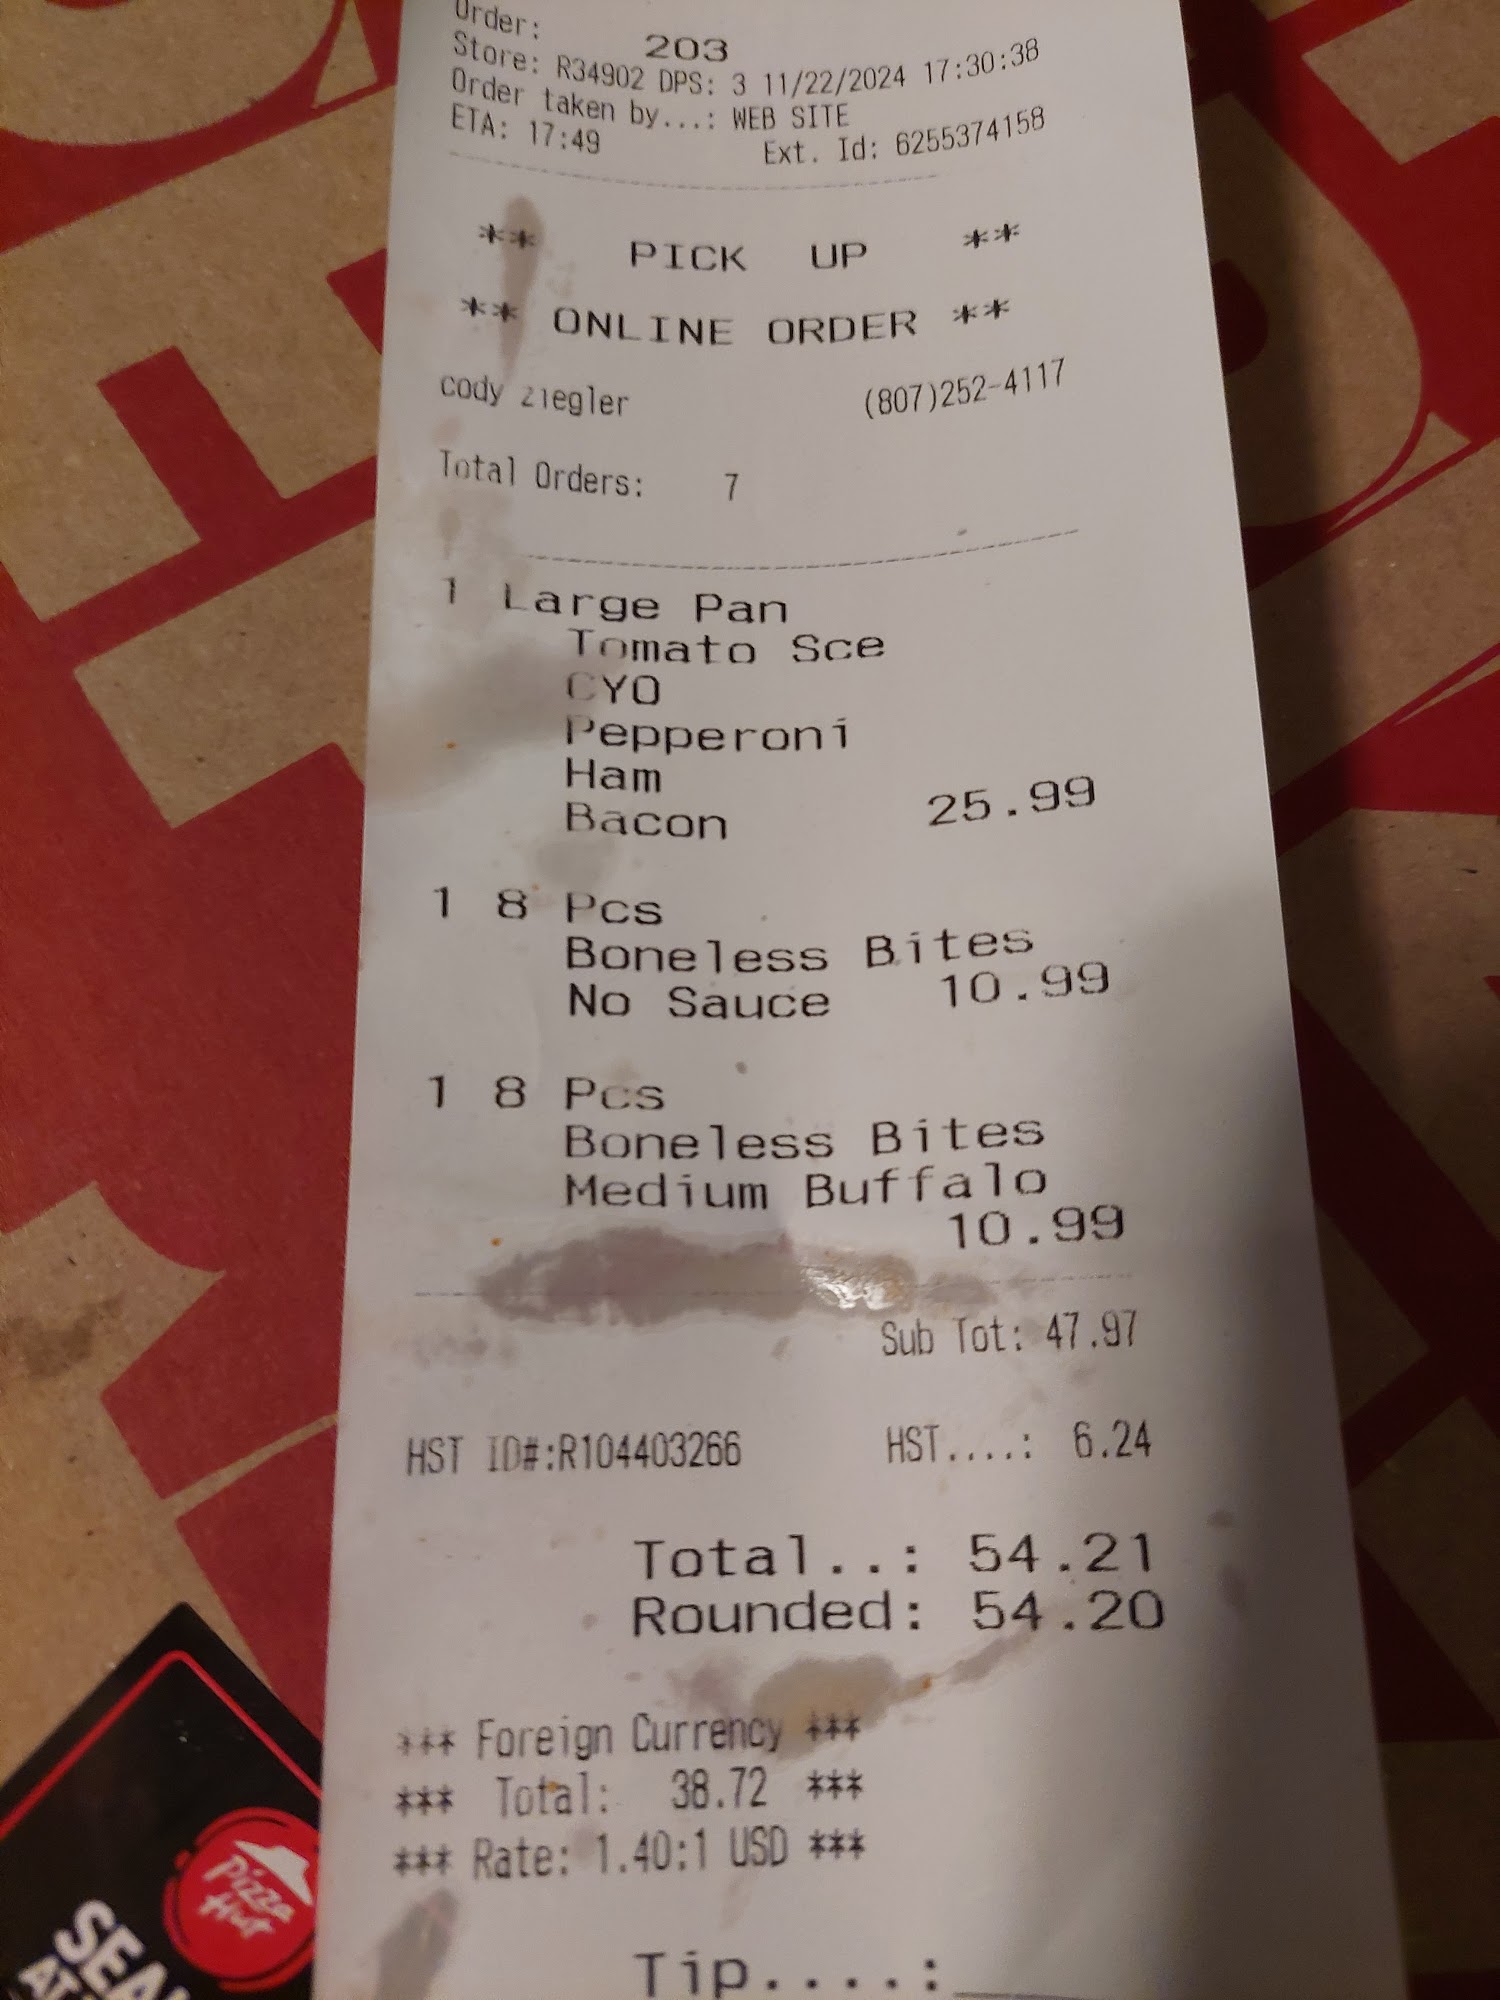 Order: 203
Store: R34902 DPS: 3 11/22/2024 17:30:38
Order taken by...: WEB SITE
ETA: 17:49 Ext. Id: 6255374158
** PICK UP **
** ONLINE ORDER **
cody ziegler (807)252-4117
Total Orders: 7
1 Large Pan
Tomato Sce
CYO
Pepperoni
Ham
Bacon 25.99
1 8 Pcs
Boneless Bites
No Sauce 10.99
1 8 Pcs
Boneless Bites
Medium Buffalo
10.99
Sub Tot: 47.97
HST ID#:R104403266 HST....: 6.24
Total..: 54.21
Rounded: 54.20
*** Foreign Currency ***
*** Total: 38.72 ***
*** Rate: 1.40:1 USD ***
Tip....:
Pizza
Hut